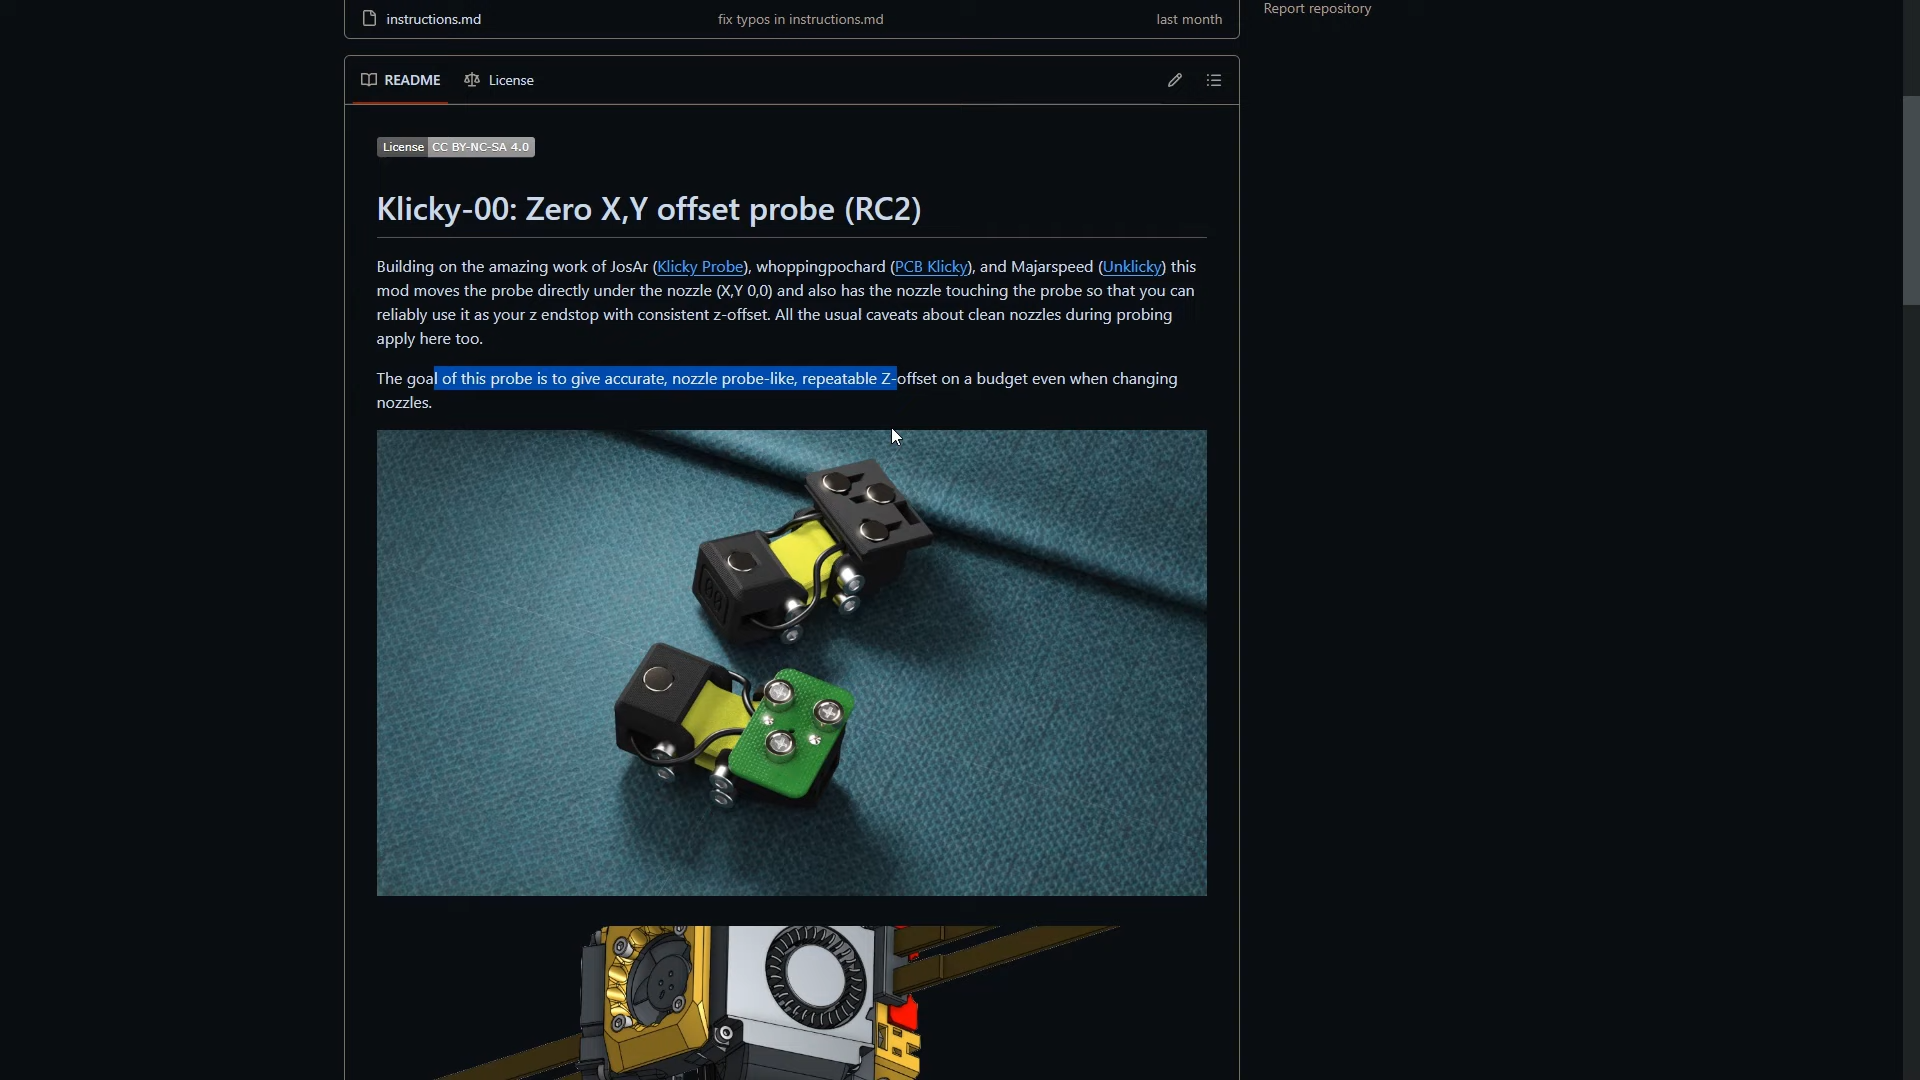 Report repository
instructions.md fix typos in instructions.md last month
README License
License CC BY-NC-SA 4.0
Klicky-00: Zero X,Y offset probe (RC2)
Building on the amazing work of JosAr (Klicky Probe), whoppingpochard (PCB Klicky), and Majarspeed (Unklicky) this
mod moves the probe directly under the nozzle (X,Y 0,0) and also has the nozzle touching the probe so that you can
reliably use it as your z endstop with consistent z-offset. All the usual caveats about clean nozzles during probing
apply here too.
The goal of this probe is to give accurate, nozzle probe-like, repeatable Z-offset on a budget even when changing
nozzles.
00